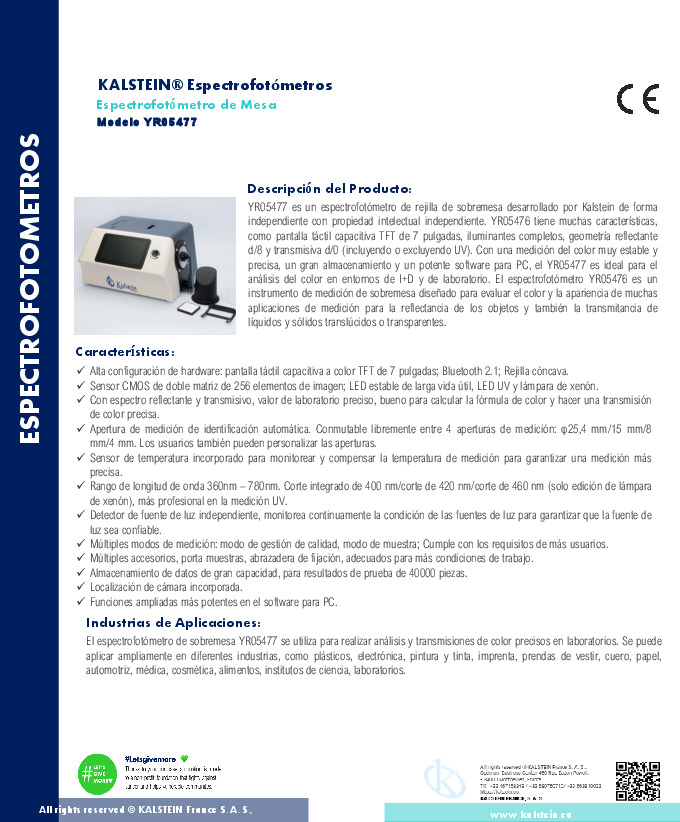 ESPECTROFOTOMETROS
KALSTEIN® Espectrofotómetros
Espectrofotómetro de Mesa
Modelo YR05477
CE
Descripción del Producto:
YR05477 es un espectrofotómetro de rejilla de sobremesa desarrollado por Kalstein de forma
independiente con propiedad intelectual independiente. YR05476 tiene muchas características,
como pantalla táctil capacitiva TFT de 7 pulgadas, iluminantes completos, geometría reflectante
d/8 y transmisiva d/0 (incluyendo o excluyendo UV). Con una medición del color muy estable y
precisa, un gran almacenamiento y un potente software para PC, el YR05477 es ideal para el
análisis del color en entornos de I+D y de laboratorio. El espectrofotómetro YR05476 es un
instrumento de medición de sobremesa diseñado para evaluar el color y la apariencia de muchas
aplicaciones de medición para la reflectancia de los objetos y también la transmitancia de
líquidos y sólidos translúcidos o transparentes.
Kalstein
Características:
✓ Alta configuración de hardware: pantalla táctil capacitiva a color TFT de 7 pulgadas; Bluetooth 2.1; Rejilla cóncava.
✓ Sensor CMOS de doble matriz de 256 elementos de imagen; LED estable de larga vida útil, LED UV y lámpara de xenón.
✓ Con espectro reflectante y transmisivo, valor de laboratorio preciso, bueno para calcular la fórmula de color y hacer una transmisión
de color precisa.
✓ Apertura de medición de identificación automática. Conmutable libremente entre 4 aperturas de medición: φ25,4 mm/15 mm/8
mm/4 mm. Los usuarios también pueden personalizar las aperturas.
✓ Sensor de temperatura incorporado para monitorear y compensar la temperatura de medición para garantizar una medición más
precisa.
✓ Rango de longitud de onda 360nm – 780nm. Corte integrado de 400 nm/corte de 420 nm/corte de 460 nm (solo edición de lámpara
de xenón), más profesional en la medición UV.
✓ Detector de fuente de luz independiente, monitorea continuamente la condición de las fuentes de luz para garantizar que la fuente de
luz sea confiable.
✓ Múltiples modos de medición: modo de gestión de calidad, modo de muestra; Cumple con los requisitos de más usuarios.
✓ Múltiples accesorios, porta muestras, abrazadera de fijación, adecuados para más condiciones de trabajo.
✓ Almacenamiento de datos de gran capacidad, para resultados de prueba de 40000 piezas.
✓ Localización de cámara incorporada.
✓ Funciones ampliadas más potentes en el software para PC.
Industrias de Aplicaciones:
El espectrofotómetro de sobremesa YR05477 se utiliza para realizar análisis y transmisiones de color precisos en laboratorios. Se puede
aplicar ampliamente en diferentes industrias, como plásticos, electrónica, pintura y tinta, imprenta, prendas de vestir, cuero, papel,
automotriz, médica, cosmética, alimentos, institutos de ciencia, laboratorios.
# LET'S GIVE MORE
#Letsgivemore
All rights reserved © KALSTEIN France S. A. S.,
KALSTEIN FRANCE, S. A. S
All rights reserved © KALSTEIN France S. A. S.,
www.kalstein.eu